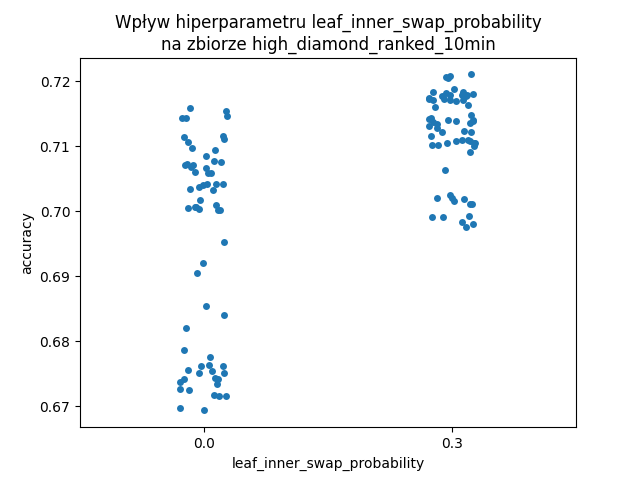 Wpływ hiperparametru leaf_inner_swap_probability
na zbiorze high_diamond_ranked_10min
0.72
0.71
0.70
0.69
0.68
0.67
accuracy
0.0
0.3
leaf_inner_swap_probability